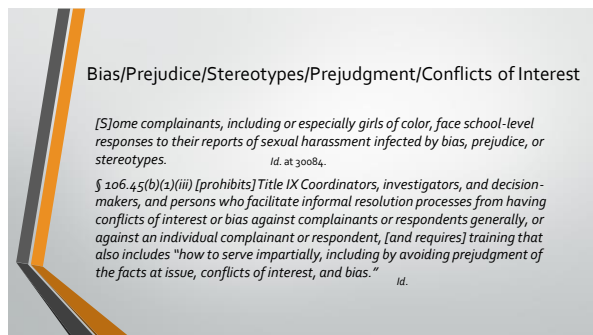 Bias/Prejudice/Stereotypes/Prejudgment/Conflicts of Interest
[S]ome complainants, including or especially girls of color, face school-level
responses to their reports of sexual harassment infected by bias, prejudice, or
stereotypes. Id. at 30084.
§ 106.45(b)(1)(iii) [prohibits] Title IX Coordinators, investigators, and decision-
makers, and persons who facilitate informal resolution processes from having
conflicts of interest or bias against complainants or respondents generally, or
against an individual complainant or respondent, [and requires] training that
also includes “how to serve impartially, including by avoiding prejudgment of
the facts at issue, conflicts of interest, and bias.”
Id.